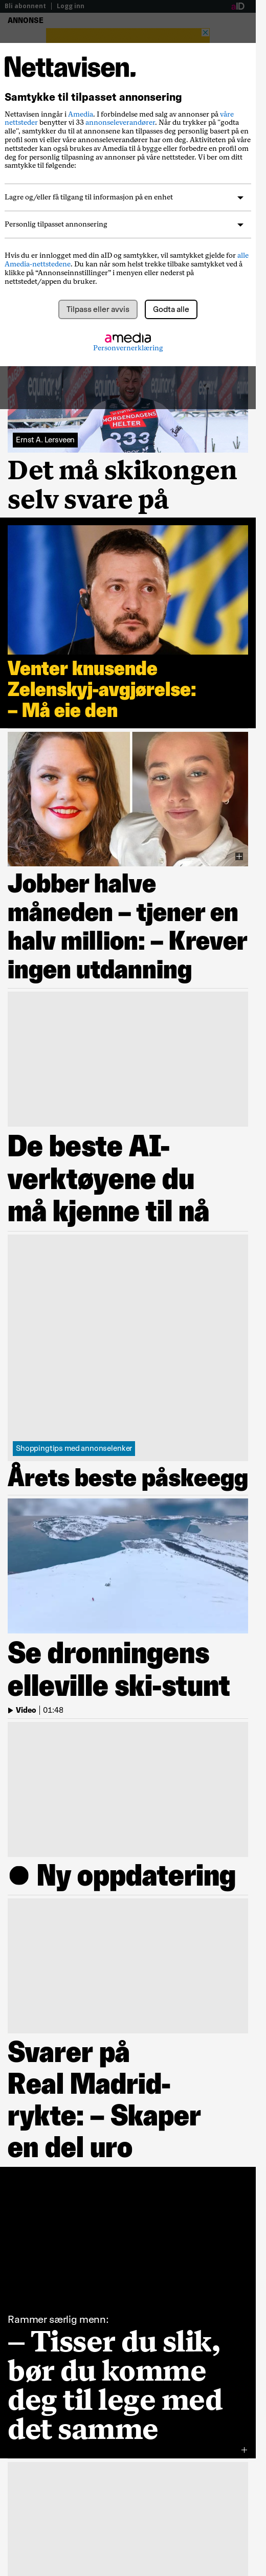 Bli abonnent | Logg inn
aID
ANNONSE
Nettavisen.
Samtykke til tilpasset annonsering
Nettavisen inngår i Amedia. I forbindelse med salg av annonser på våre
nettsteder benytter vi 33 annonseleverandører. Når du trykker på "godta
alle", samtykker du til at annonsene kan tilpasses deg personlig basert på en
profil som vi eller våre annonseleverandører har om deg. Aktiviteten på våre
nettsteder kan også brukes av Amedia til å bygge eller forbedre en profil om
deg for personlig tilpasning av annonser på våre nettsteder. Vi ber om ditt
samtykke til følgende:
Lagre og/eller få tilgang til informasjon på en enhet
Personlig tilpasset annonsering
Hvis du er innlogget med din aID og samtykker, vil samtykket gjelde for alle
Amedia-nettstedene. Du kan når som helst trekke tilbake samtykket ved å
klikke på “Annonseinnstillinger” i menyen eller nederst på
nettstedet/appen du bruker.
Tilpass eller avvis
Godta alle
amedia
Personvernerklæring
equinor
MORGENDAGENS
HELTER
233
Ernst A. Lersveen
Det må skikongen
selv svare på
Venter knusende
Zelenskyj-avgjørelse:
– Må eie den
Jobber halve
måneden – tjener en
halv million: – Krever
ingen utdanning
De beste AI-
verktøyene du
må kjenne til nå
Shoppingtips med annonselenker
Årets beste påskeegg
Se dronningens
elleville ski-stunt
Video | 01:48
● Ny oppdatering
Svarer på
Real Madrid-
rykte: – Skaper
en del uro
Rammer særlig menn:
– Tisser du slik,
bør du komme
deg til lege med
det samme